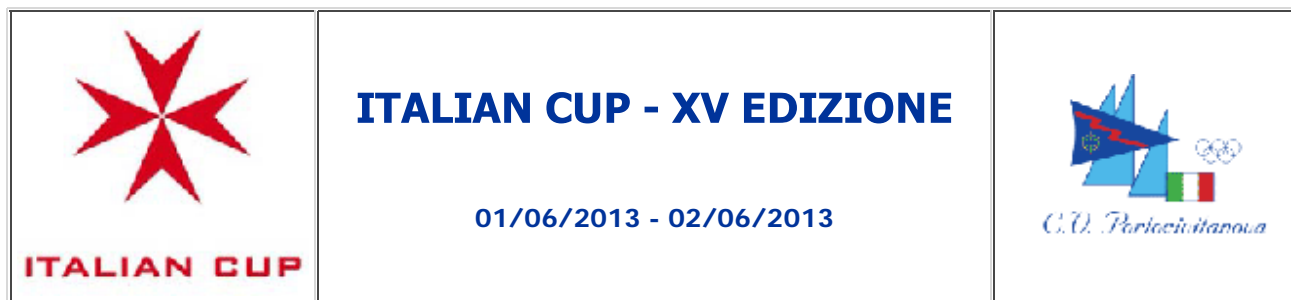 ITALIAN CUP
ITALIAN CUP - XV EDIZIONE
01/06/2013 - 02/06/2013
C.V. Portocivitanova